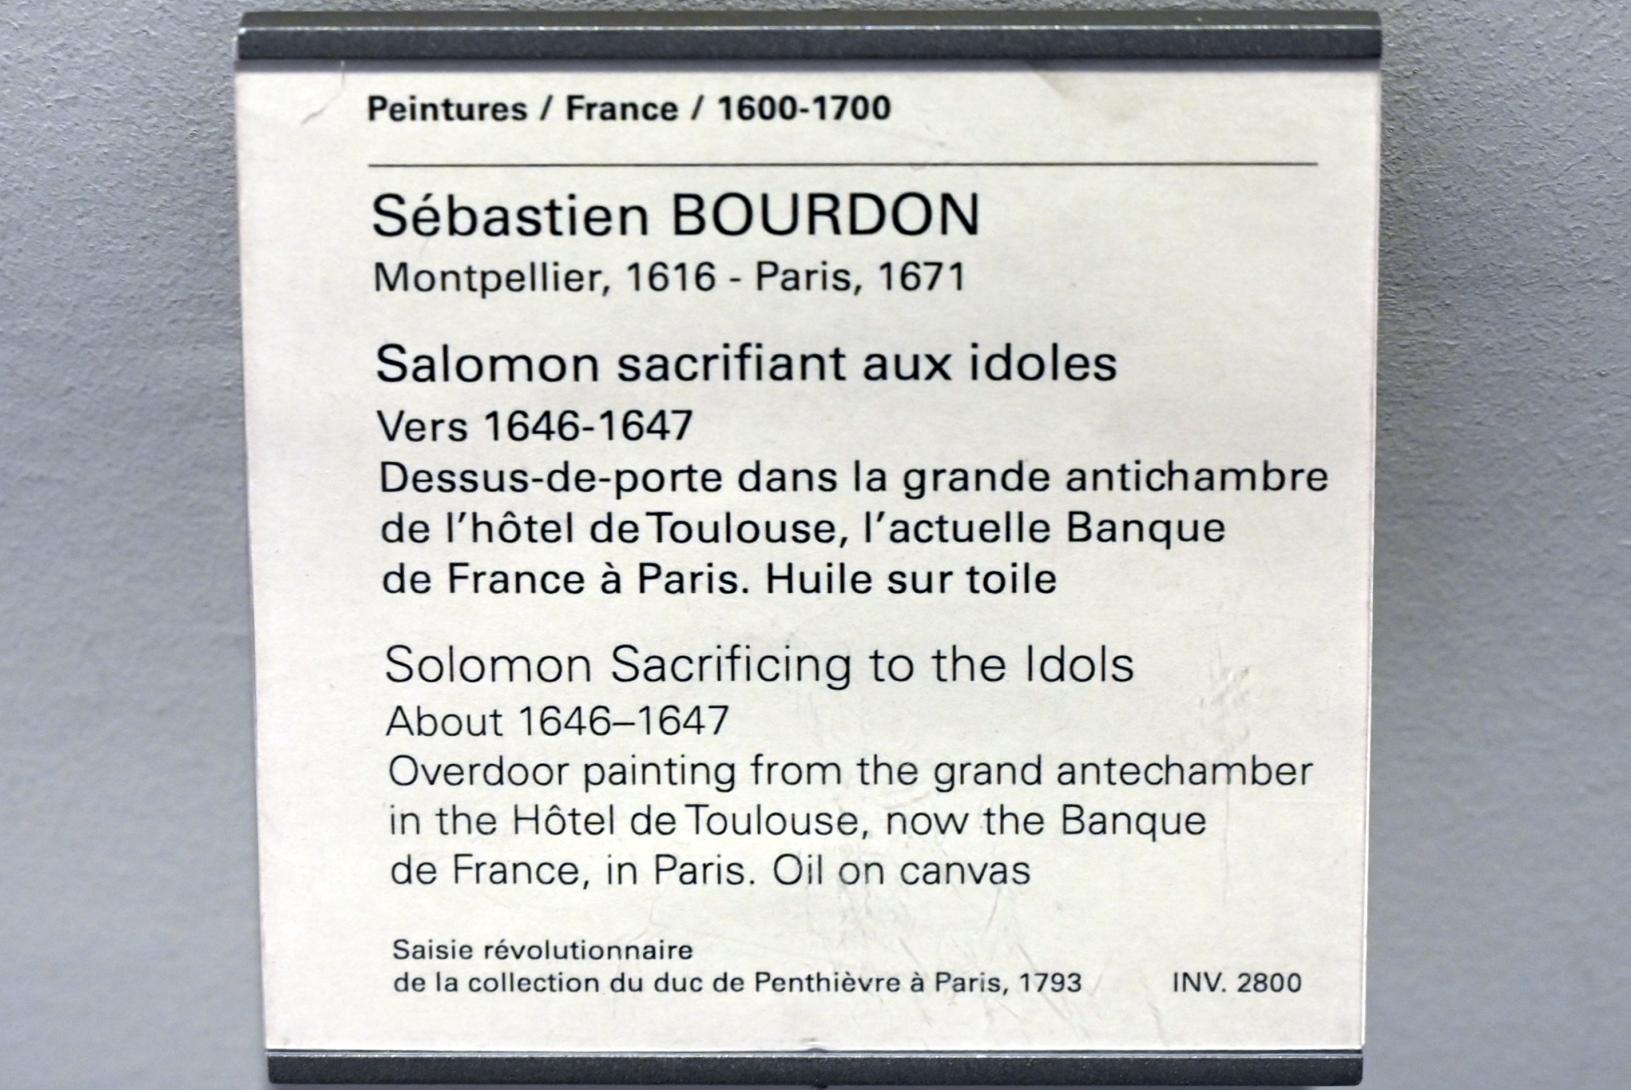 Peintures / France / 1600-1700
Sébastien BOURDON
Montpellier, 1616 - Paris, 1671
Salomon sacrifiant aux idoles
Vers 1646-1647
Dessus-de-porte dans la grande antichambre
de l'hôtel de Toulouse, l'actuelle Banque
de France à Paris. Huile sur toile
Solomon Sacrificing to the Idols
About 1646–1647
Overdoor painting from the grand antechamber
in the Hôtel de Toulouse, now the Banque
de France, in Paris. Oil on canvas
Saisie révolutionnaire
de la collection du duc de Penthièvre à Paris, 1793 INV. 2800